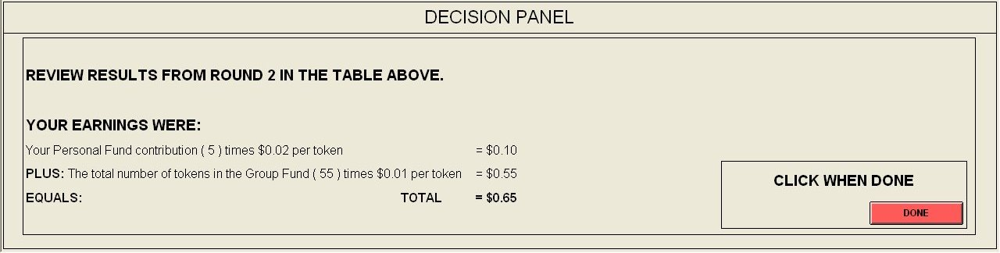 DECISION PANEL
REVIEW RESULTS FROM ROUND 2 IN THE TABLE ABOVE.
YOUR EARNINGS WERE:
Your Personal Fund contribution ( 5 ) times $0.02 per token = $0.10
PLUS: The total number of tokens in the Group Fund ( 55 ) times $0.01 per token = $0.55
EQUALS: TOTAL = $0.65
CLICK WHEN DONE
DONE